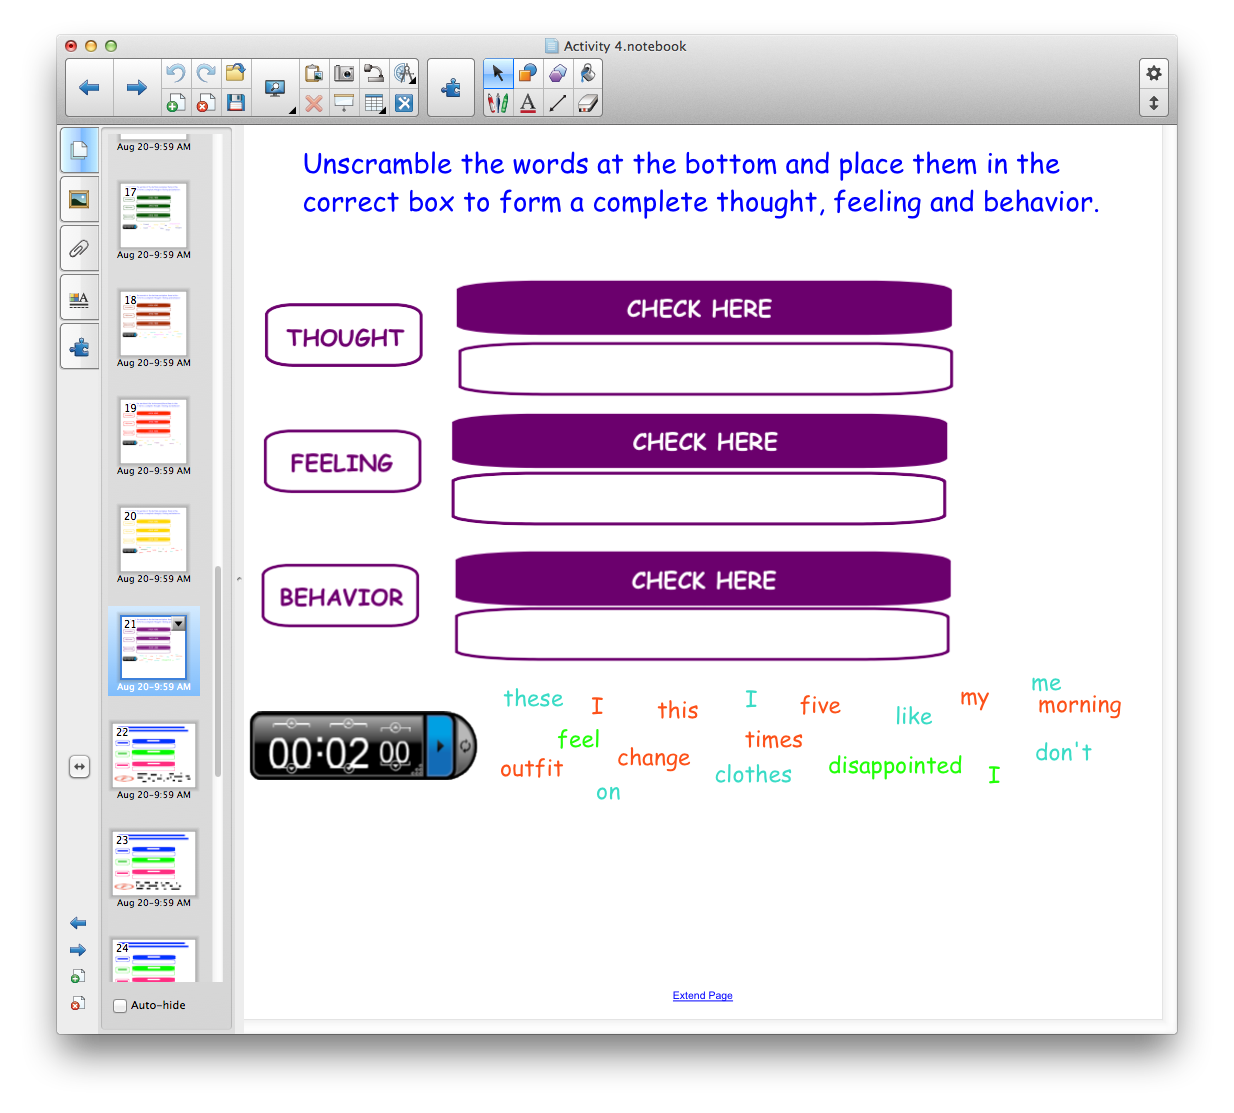 Activity 4.notebook
Aug 20-9:59 AM
17
Aug 20-9:59 AM
18
Aug 20-9:59 AM
19
Aug 20-9:59 AM
20
Aug 20-9:59 AM
21
Aug 20-9:59 AM
22
Aug 20-9:59 AM
23
Aug 20-9:59 AM
24
Auto-hide
Unscramble the words at the bottom and place them in the
correct box to form a complete thought, feeling and behavior.
THOUGHT
CHECK HERE
FEELING
CHECK HERE
BEHAVIOR
CHECK HERE
00:02 00
these I this I five like my me
morning
feel change times don't
outfit clothes disappointed I
on
Extend Page